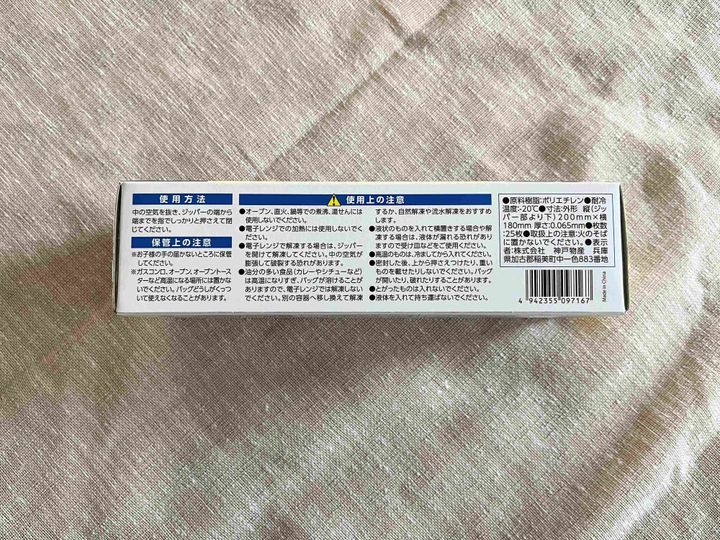 使用方法
中の空気を抜き、ジッパーの端から
端までを指でしっかりと押さえて閉
じてください。
保管上の注意
※お子様の手の届かないところに保管
してください。
※ガスコンロ、オーブン、オーブントース
ターなど高温になる場所には置かな
いでください。バッグどうしがくっつ
いて使えなくなることがあります。
使用上の注意
●オーブン、直火、鍋等での煮沸、湯せんには
使用しないでください。
●電子レンジでの加熱には使用しないでくだ
さい。
●電子レンジで解凍する場合は、ジッパー
を開けて解凍してください。中の空気が
膨張して破裂する恐れがあります。
●油分の多い食品(カレーやシチューなど)
は高温になりすぎ、バッグが溶けることが
ありますので、電子レンジでは解凍しない
でください。別の容器へ移し換えて解凍
するか、自然解凍や流水解凍をおすすめ
します。
●液状のものを入れて横置きする場合や解
凍する場合は、液体が漏れる恐れがあり
ますので受け皿などをご使用ください。
●高温のものは、冷ましてから入れてください。
●密封した後、上から押さえつけたり、重い
ものを載せたりしないでください。バッグ
が開いたり、破れたりすることがあります。
●とがったものは入れないでください。
●液体を入れて持ち運ばないでください。
●原料樹脂:ポリエチレン●耐冷
温度:-20℃●寸法:外形 縦(ジッ
パー部より下)200mm×横
180mm 厚さ:0.065mm●枚数
:25枚●取扱上の注意:火のそば
に置かないでください。●表示
者:株式会社 神戸物産 兵庫
県加古郡稲美町中一色883番地
4 942355 097167
Made in China